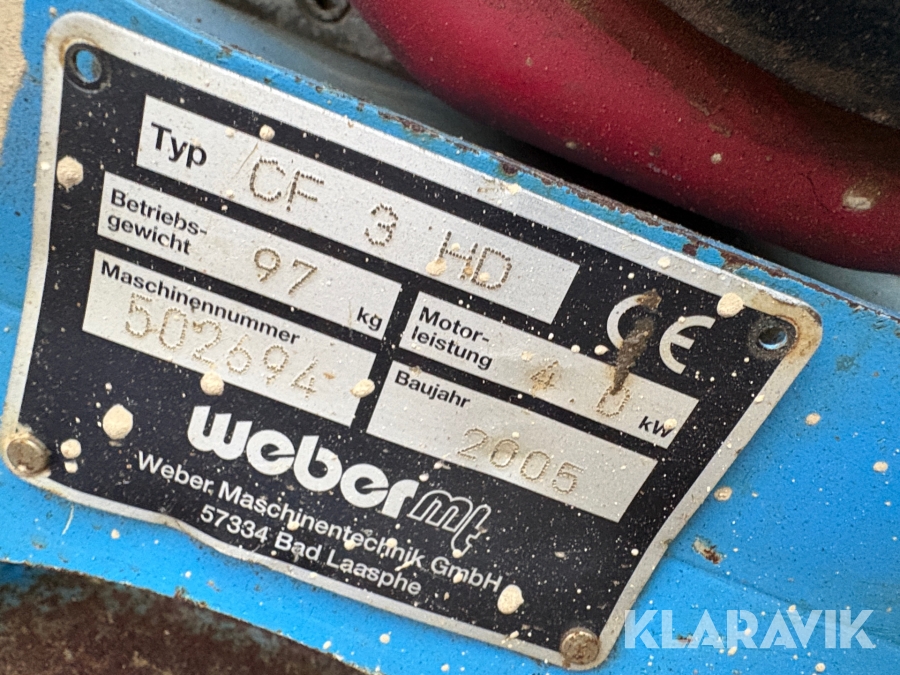 Typ CF 3 HD
Betriebs-
gewicht 97 kg
Motor-
leistung 4.0 kW
Maschinennummer
502694
Baujahr
2005
CE
weber mt
Weber Maschinentechnik GmbH
57334 Bad Laasphe
KLARAVIK